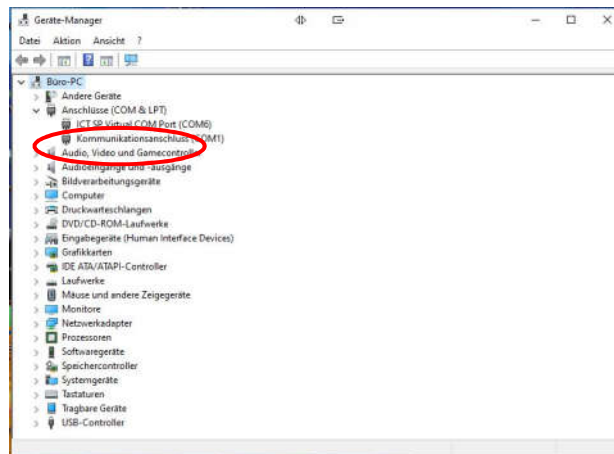 Geräte-Manager
Datei Aktion Ansicht ?
Büro-PC
Andere Geräte
Anschlüsse (COM & LPT)
ICT SP Virtual COM Port (COM6)
Kommunikationsanschluss (COM1)
Audio, Video und Gamecontroller
Audioeingänge und -ausgänge
Bildverarbeitungsgeräte
Computer
Druckwarteschlangen
DVD/CD-ROM-Laufwerke
Eingabegeräte (Human Interface Devices)
Grafikkarten
IDE ATA/ATAPI-Controller
Laufwerke
Mäuse und andere Zeigegeräte
Monitore
Netzwerkadapter
Prozessoren
Softwaregeräte
Speichercontroller
Systemgeräte
Tastaturen
Tragbare Geräte
USB-Controller